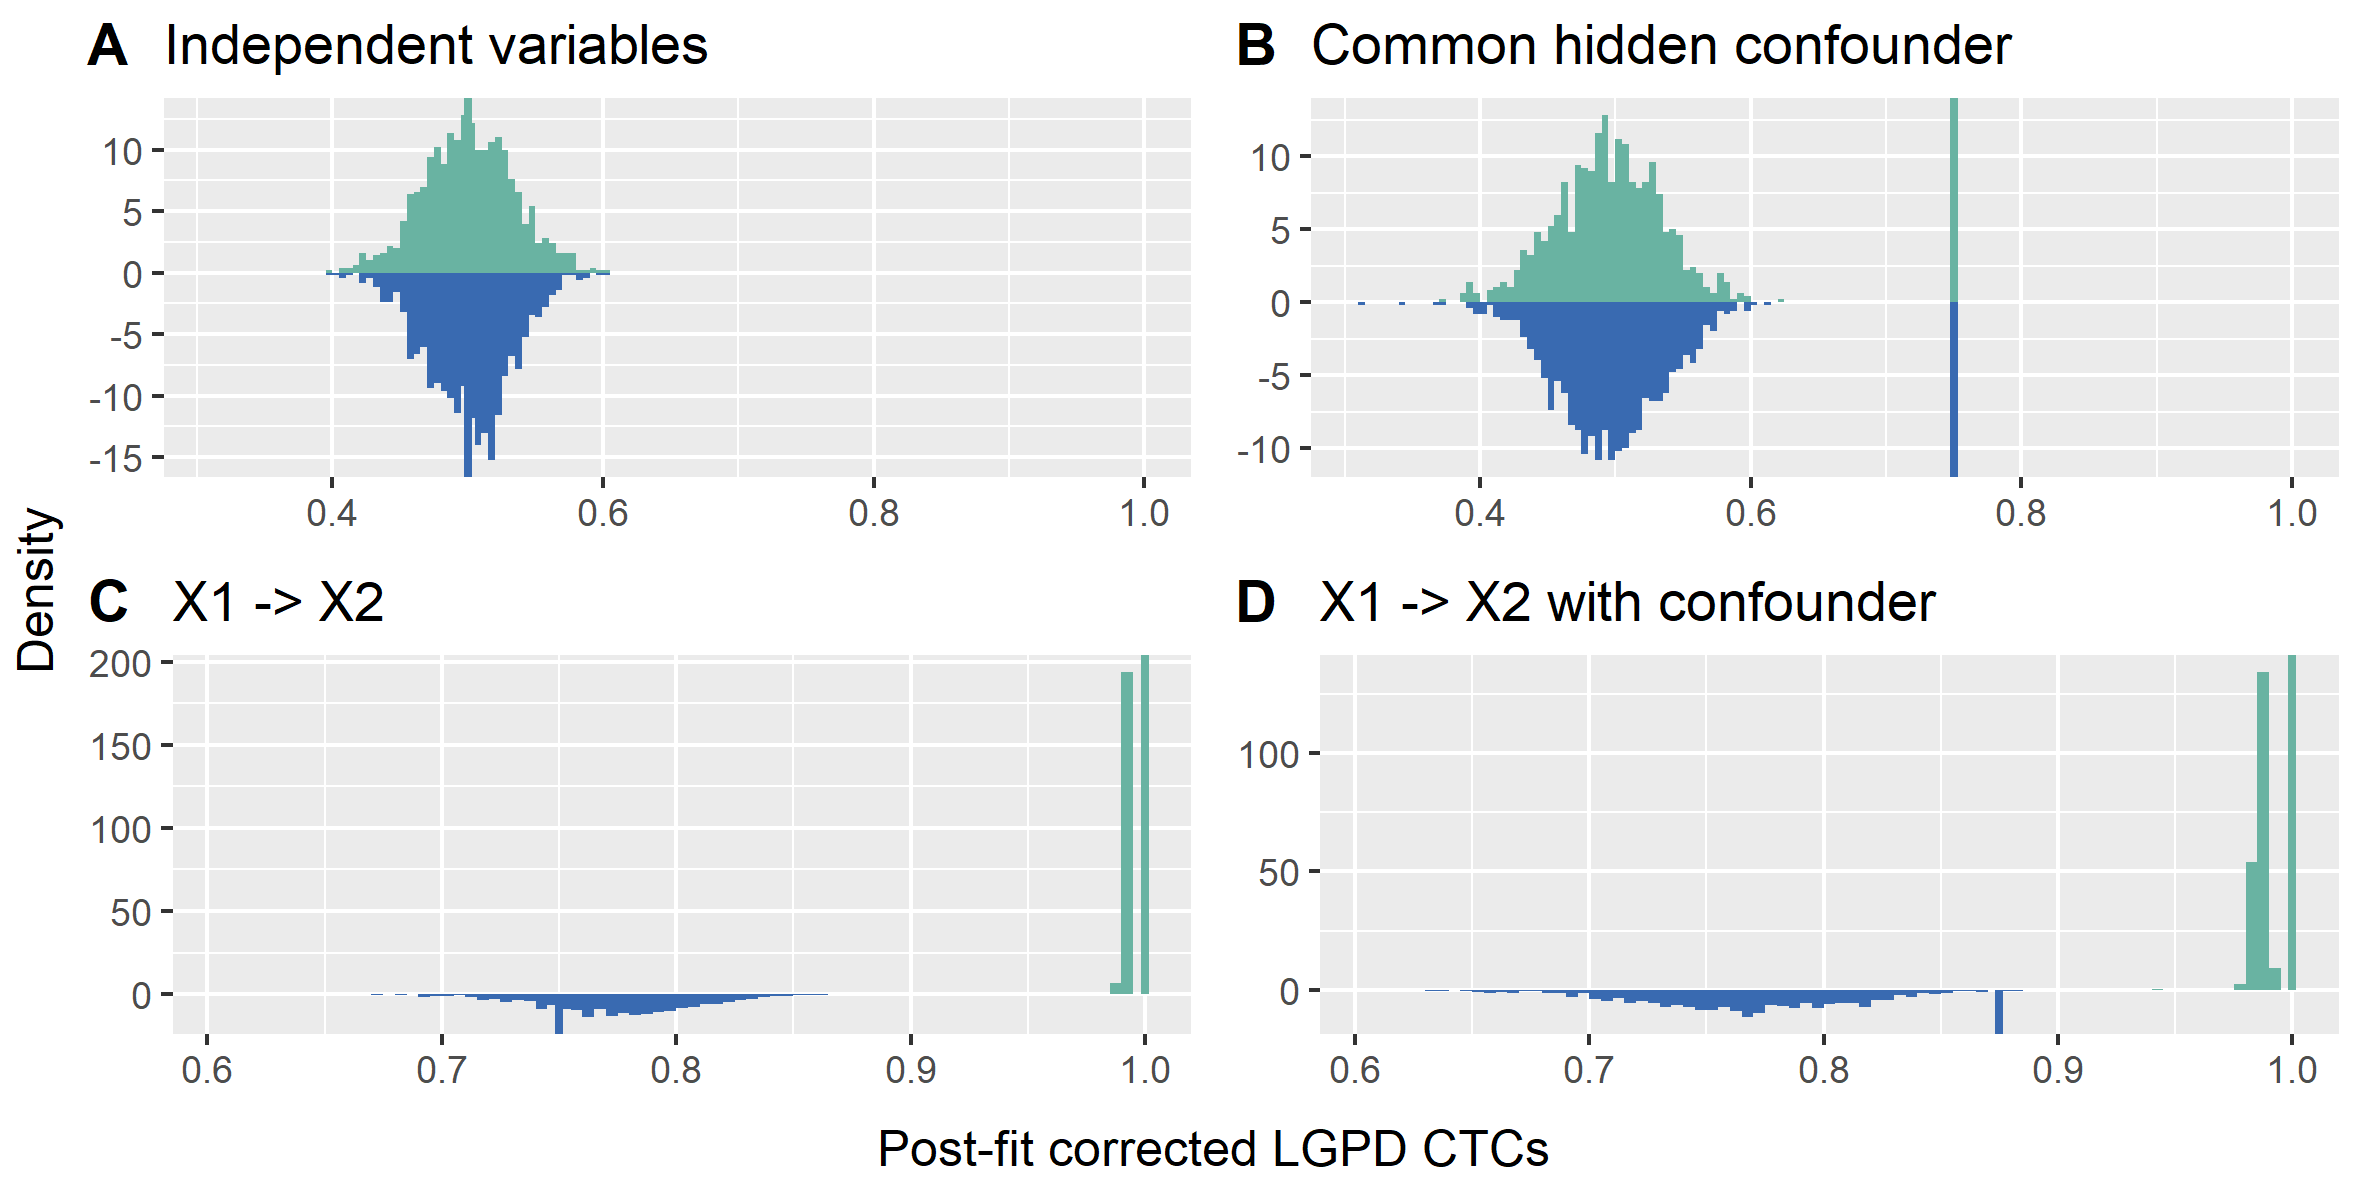 A Independent variables
10
5
0
-5
-10
-15
0.4 0.6 0.8 1.0
B Common hidden confounder
10
5
0
-5
-10
0.4 0.6 0.8 1.0
Density
C X1 -> X2
200
150
100
50
0
0.6 0.7 0.8 0.9 1.0
D X1 -> X2 with confounder
100
50
0
0.6 0.7 0.8 0.9 1.0
Post-fit corrected LGPD CTCs